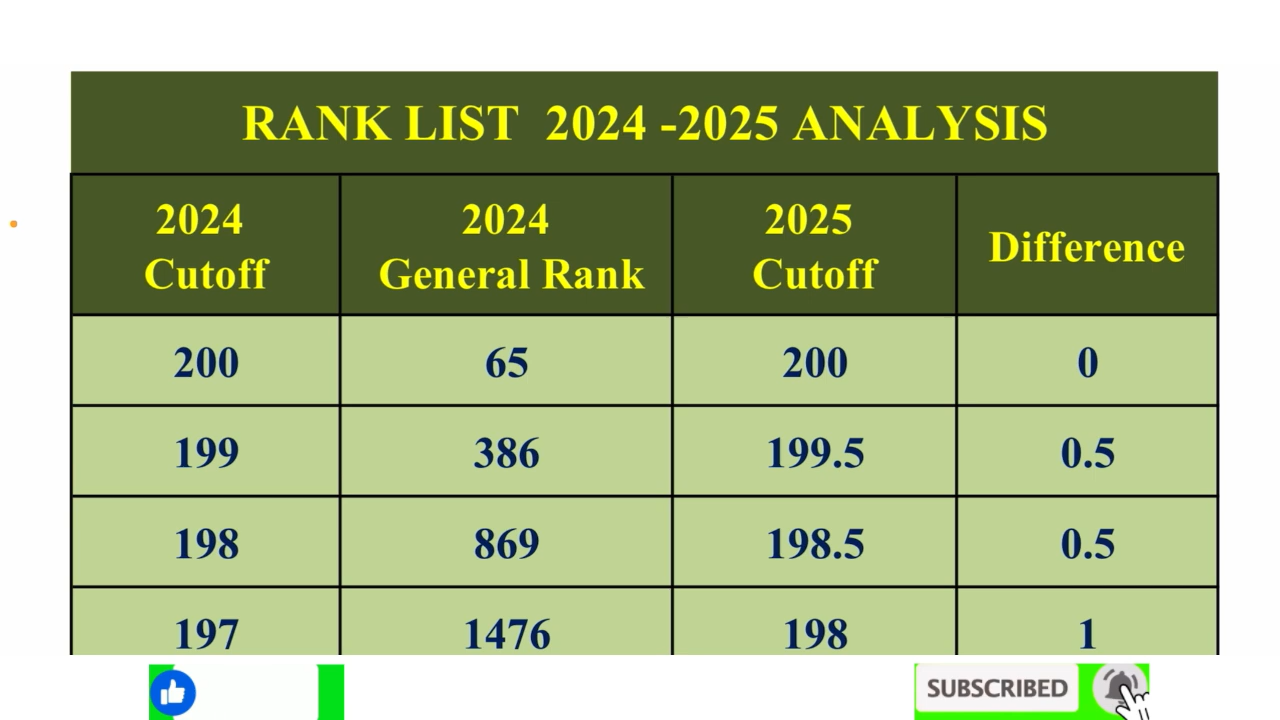 RANK LIST 2024 -2025 ANALYSIS
2024 Cutoff 2024 General Rank 2025 Cutoff Difference
200 65 200 0
199 386 199.5 0.5
198 869 198.5 0.5
197 1476 198 1
SUBSCRIBED